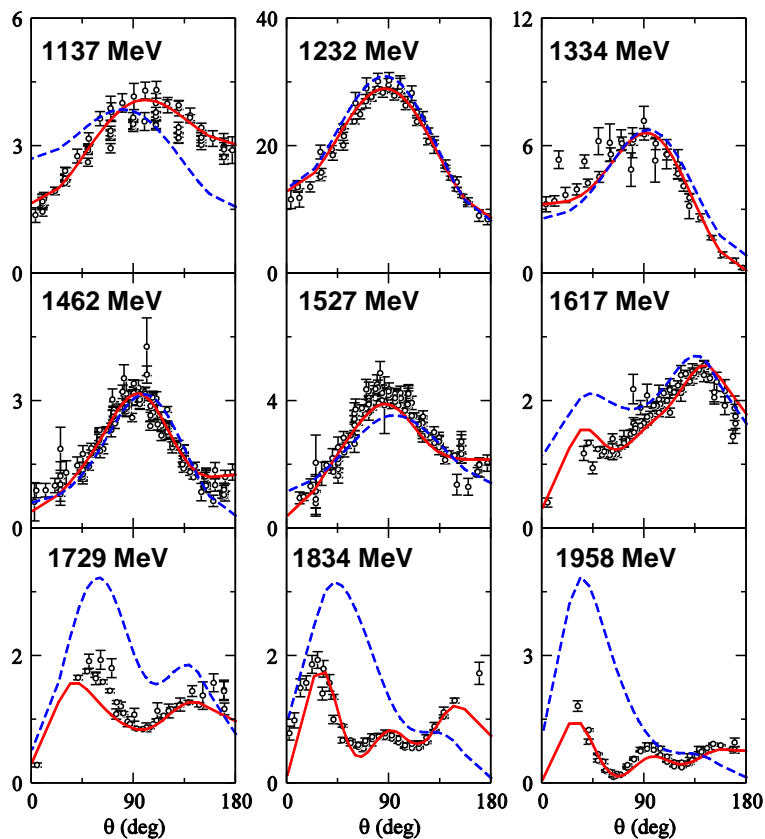 6 1137 MeV 40 1232 MeV 12 1334 MeV
3 20 6
0 0 0
1462 MeV 1527 MeV 1617 MeV
3 4 2
0 0 0
1729 MeV 1834 MeV 1958 MeV
2 2 2
0 0 0
0 90 180 0 90 180 0 90 180
θ (deg) θ (deg) θ (deg)